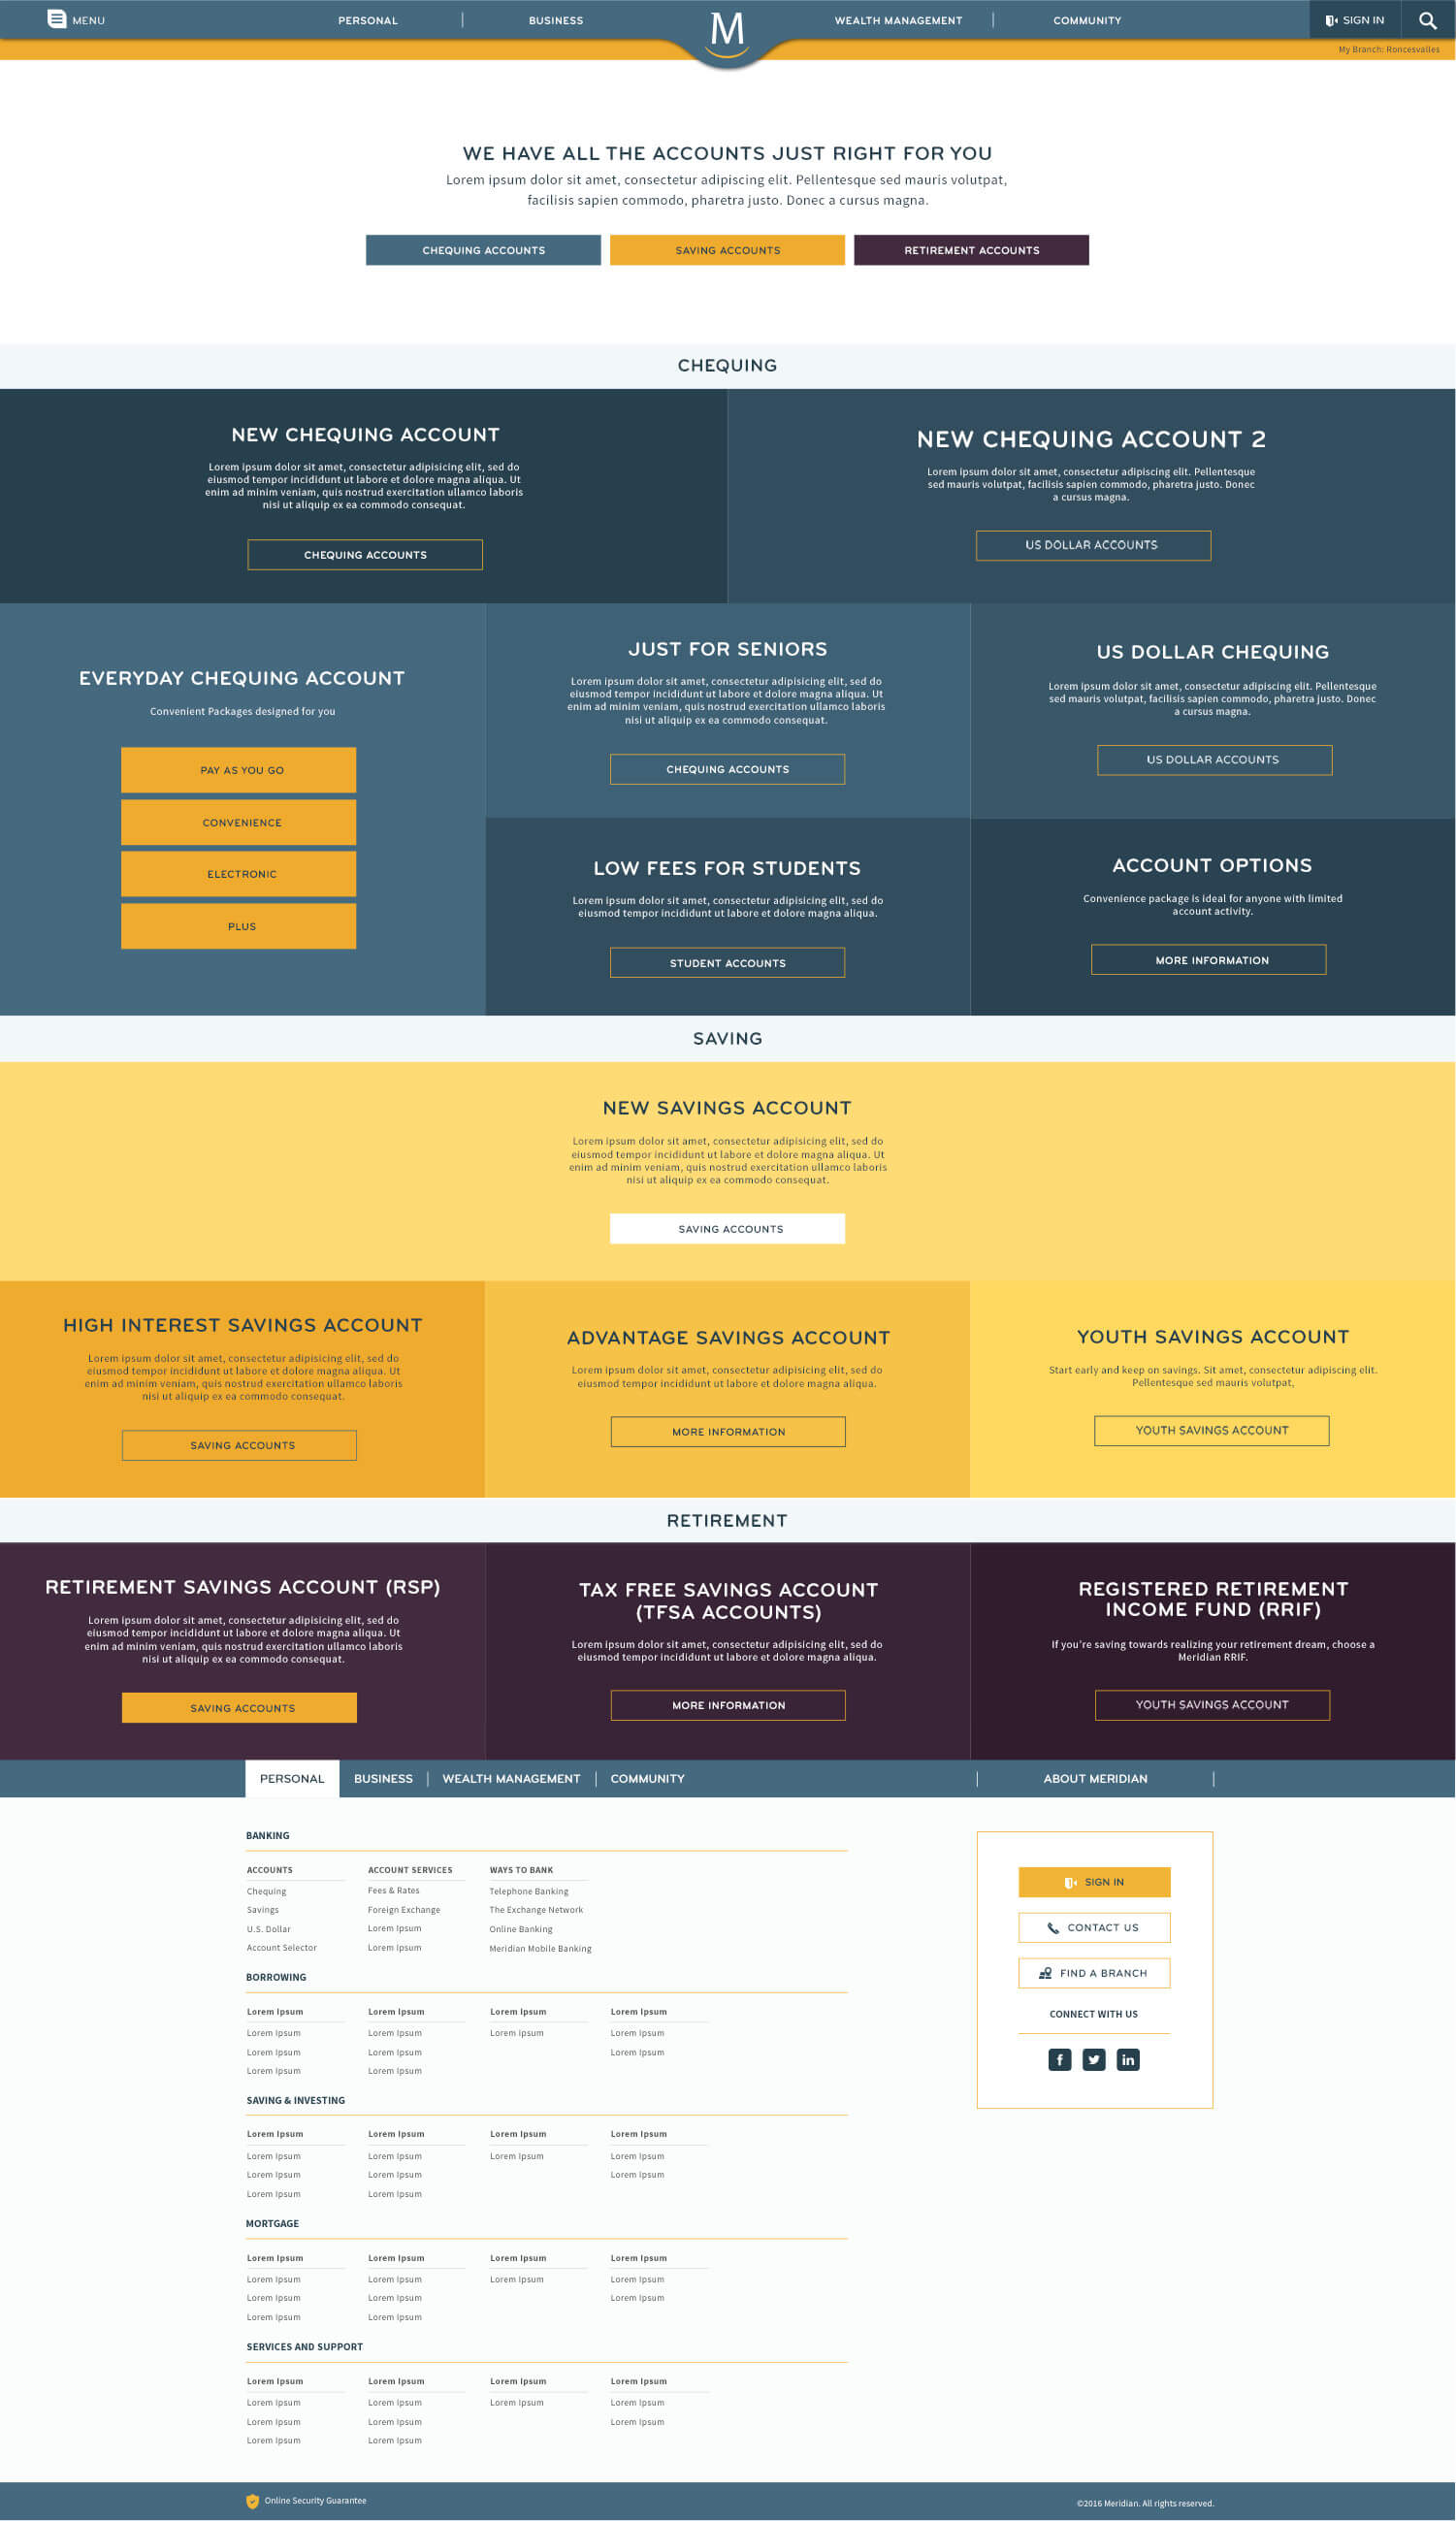 MENU
PERSONAL
BUSINESS
M
WEALTH MANAGEMENT
COMMUNITY
SIGN IN
My Branch: Roncesvalles
WE HAVE ALL THE ACCOUNTS JUST RIGHT FOR YOU
Lorem ipsum dolor sit amet, consectetur adipiscing elit. Pellentesque sed mauris volutpat,
facilisis sapien commodo, pharetra justo. Donec a cursus magna.
CHEQUING ACCOUNTS
SAVING ACCOUNTS
RETIREMENT ACCOUNTS
CHEQUING
NEW CHEQUING ACCOUNT
Lorem ipsum dolor sit amet, consectetur adipisicing elit, sed do
eiusmod tempor incididunt ut labore et dolore magna aliqua. Ut
enim ad minim veniam, quis nostrud exercitation ullamco laboris
nisi ut aliquip ex ea commodo consequat.
CHEQUING ACCOUNTS
NEW CHEQUING ACCOUNT 2
Lorem ipsum dolor sit amet, consectetur adipiscing elit. Pellentesque
sed mauris volutpat, facilisis sapien commodo, pharetra justo. Donec
a cursus magna.
US DOLLAR ACCOUNTS
EVERYDAY CHEQUING ACCOUNT
Convenient Packages designed for you
PAY AS YOU GO
CONVENIENCE
ELECTRONIC
PLUS
JUST FOR SENIORS
Lorem ipsum dolor sit amet, consectetur adipisicing elit, sed do
eiusmod tempor incididunt ut labore et dolore magna aliqua. Ut
enim ad minim veniam, quis nostrud exercitation ullamco laboris
nisi ut aliquip ex ea commodo consequat.
CHEQUING ACCOUNTS
US DOLLAR CHEQUING
Lorem ipsum dolor sit amet, consectetur adipiscing elit. Pellentesque
sed mauris volutpat, facilisis sapien commodo, pharetra justo. Donec
a cursus magna.
US DOLLAR ACCOUNTS
LOW FEES FOR STUDENTS
Lorem ipsum dolor sit amet, consectetur adipisicing elit, sed do
eiusmod tempor incididunt ut labore et dolore magna aliqua.
STUDENT ACCOUNTS
ACCOUNT OPTIONS
Convenience package is ideal for anyone with limited
account activity.
MORE INFORMATION
SAVING
NEW SAVINGS ACCOUNT
Lorem ipsum dolor sit amet, consectetur adipisicing elit, sed do
eiusmod tempor incididunt ut labore et dolore magna aliqua. Ut
enim ad minim veniam, quis nostrud exercitation ullamco laboris
nisi ut aliquip ex ea commodo consequat.
SAVING ACCOUNTS
HIGH INTEREST SAVINGS ACCOUNT
Lorem ipsum dolor sit amet, consectetur adipisicing elit, sed do
eiusmod tempor incididunt ut labore et dolore magna aliqua. Ut
enim ad minim veniam, quis nostrud exercitation ullamco laboris
nisi ut aliquip ex ea commodo consequat.
SAVING ACCOUNTS
ADVANTAGE SAVINGS ACCOUNT
Lorem ipsum dolor sit amet, consectetur adipisicing elit, sed do
eiusmod tempor incididunt ut labore et dolore magna aliqua.
MORE INFORMATION
YOUTH SAVINGS ACCOUNT
Start early and keep on savings. Sit amet, consectetur adipiscing elit.
Pellentesque sed mauris volutpat,
YOUTH SAVINGS ACCOUNT
RETIREMENT
RETIREMENT SAVINGS ACCOUNT (RSP)
Lorem ipsum dolor sit amet, consectetur adipisicing elit, sed do
eiusmod tempor incididunt ut labore et dolore magna aliqua. Ut
enim ad minim veniam, quis nostrud exercitation ullamco laboris
nisi ut aliquip ex ea commodo consequat.
SAVING ACCOUNTS
TAX FREE SAVINGS ACCOUNT
(TFSA ACCOUNTS)
Lorem ipsum dolor sit amet, consectetur adipisicing elit, sed do
eiusmod tempor incididunt ut labore et dolore magna aliqua.
MORE INFORMATION
REGISTERED RETIREMENT
INCOME FUND (RRIF)
If you're saving towards realizing your retirement dream, choose a
Meridian RRIF.
YOUTH SAVINGS ACCOUNT
PERSONAL
BUSINESS
WEALTH MANAGEMENT
COMMUNITY
ABOUT MERIDIAN
BANKING
ACCOUNTS
Chequing
Savings
U.S. Dollar
Account Selector
ACCOUNT SERVICES
Fees & Rates
Foreign Exchange
Lorem Ipsum
Lorem Ipsum
WAYS TO BANK
Telephone Banking
The Exchange Network
Online Banking
Meridian Mobile Banking
BORROWING
Lorem Ipsum
Lorem Ipsum
Lorem Ipsum
Lorem Ipsum
Lorem Ipsum
Lorem Ipsum
Lorem Ipsum
Lorem Ipsum
Lorem Ipsum
Lorem Ipsum
Lorem Ipsum
Lorem Ipsum
Lorem Ipsum
SAVING & INVESTING
Lorem Ipsum
Lorem Ipsum
Lorem Ipsum
Lorem Ipsum
Lorem Ipsum
Lorem Ipsum
Lorem Ipsum
Lorem Ipsum
Lorem Ipsum
Lorem Ipsum
Lorem Ipsum
Lorem Ipsum
Lorem Ipsum
MORTGAGE
Lorem Ipsum
Lorem Ipsum
Lorem Ipsum
Lorem Ipsum
Lorem Ipsum
Lorem Ipsum
Lorem Ipsum
Lorem Ipsum
Lorem Ipsum
Lorem Ipsum
Lorem Ipsum
Lorem Ipsum
Lorem Ipsum
SERVICES AND SUPPORT
Lorem Ipsum
Lorem Ipsum
Lorem Ipsum
Lorem Ipsum
Lorem Ipsum
Lorem Ipsum
Lorem Ipsum
Lorem Ipsum
Lorem Ipsum
Lorem Ipsum
Lorem Ipsum
Lorem Ipsum
Lorem Ipsum
SIGN IN
CONTACT US
FIND A BRANCH
CONNECT WITH US
f
in
Online Security Guarantee
©2016 Meridian. All rights reserved.